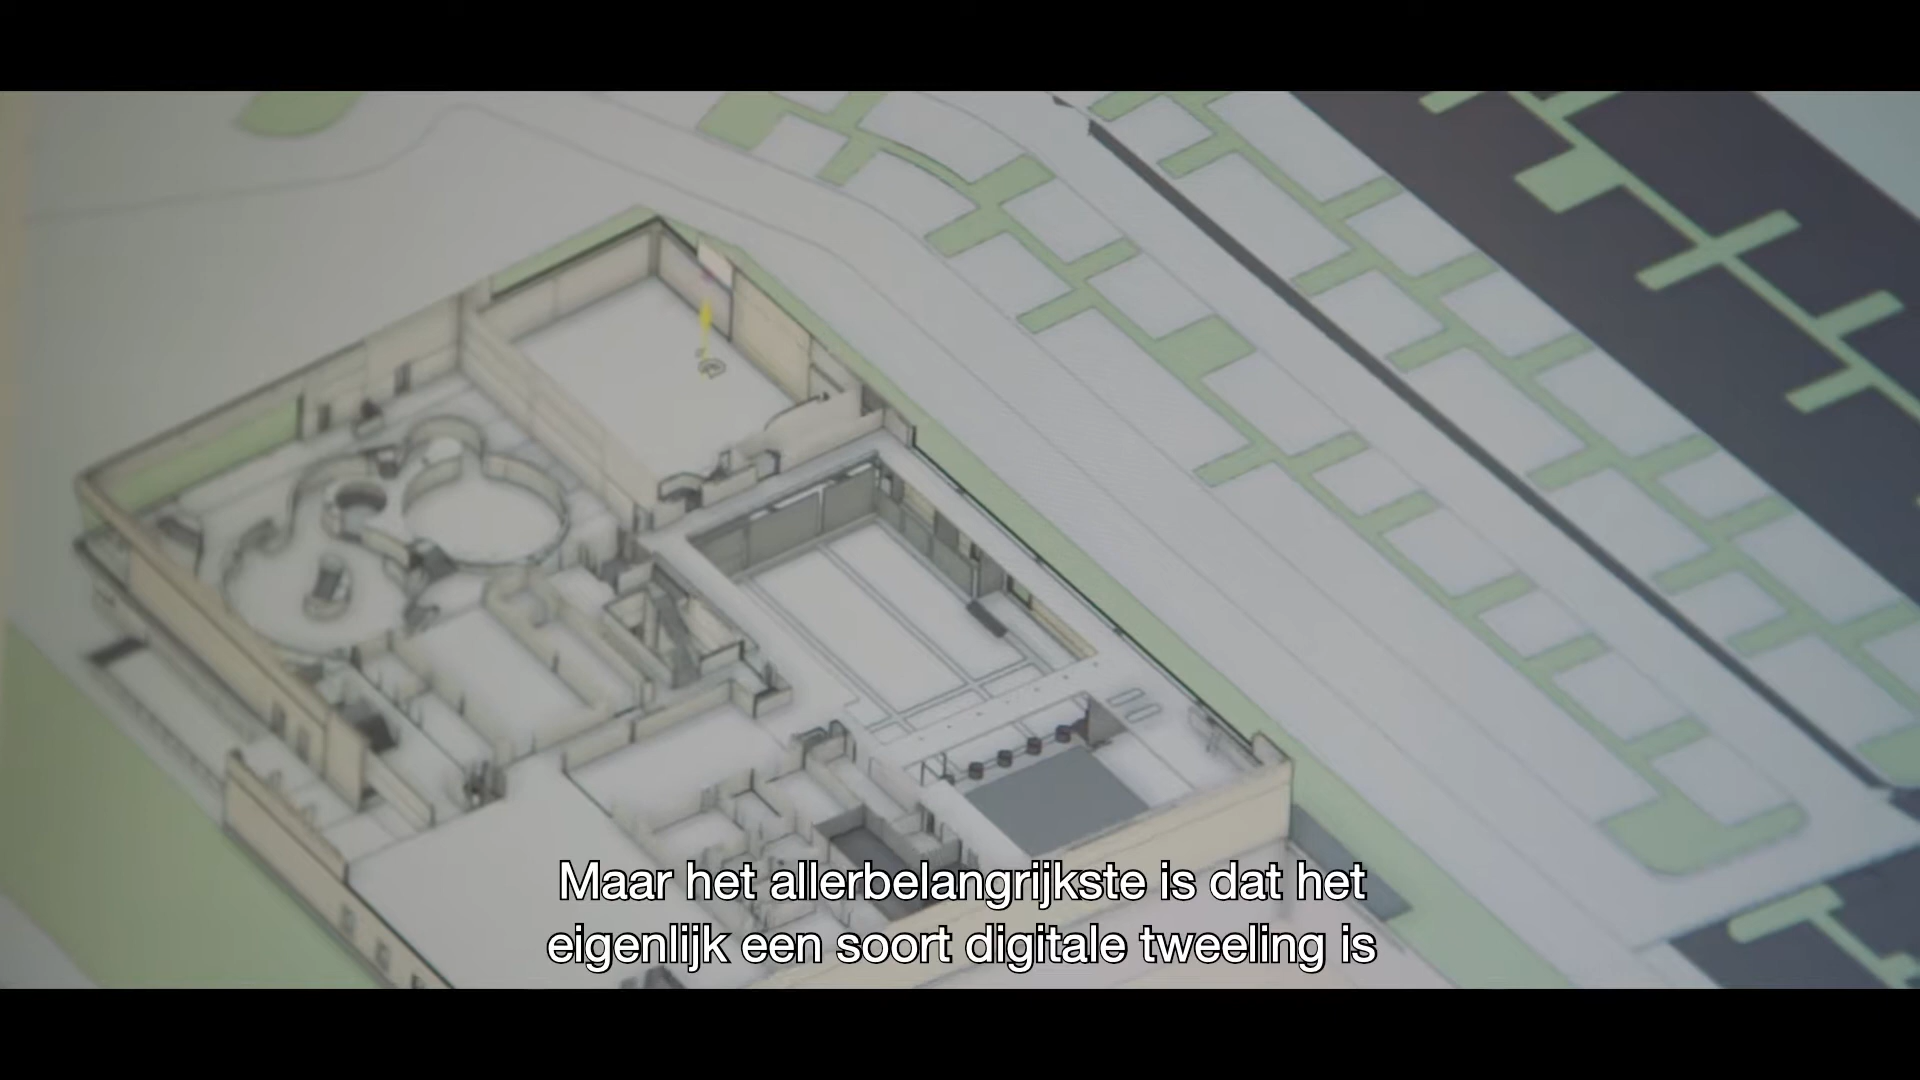 Maar het allerbelangrijkste is dat het
eigenlijk een soort digitale tweeling is